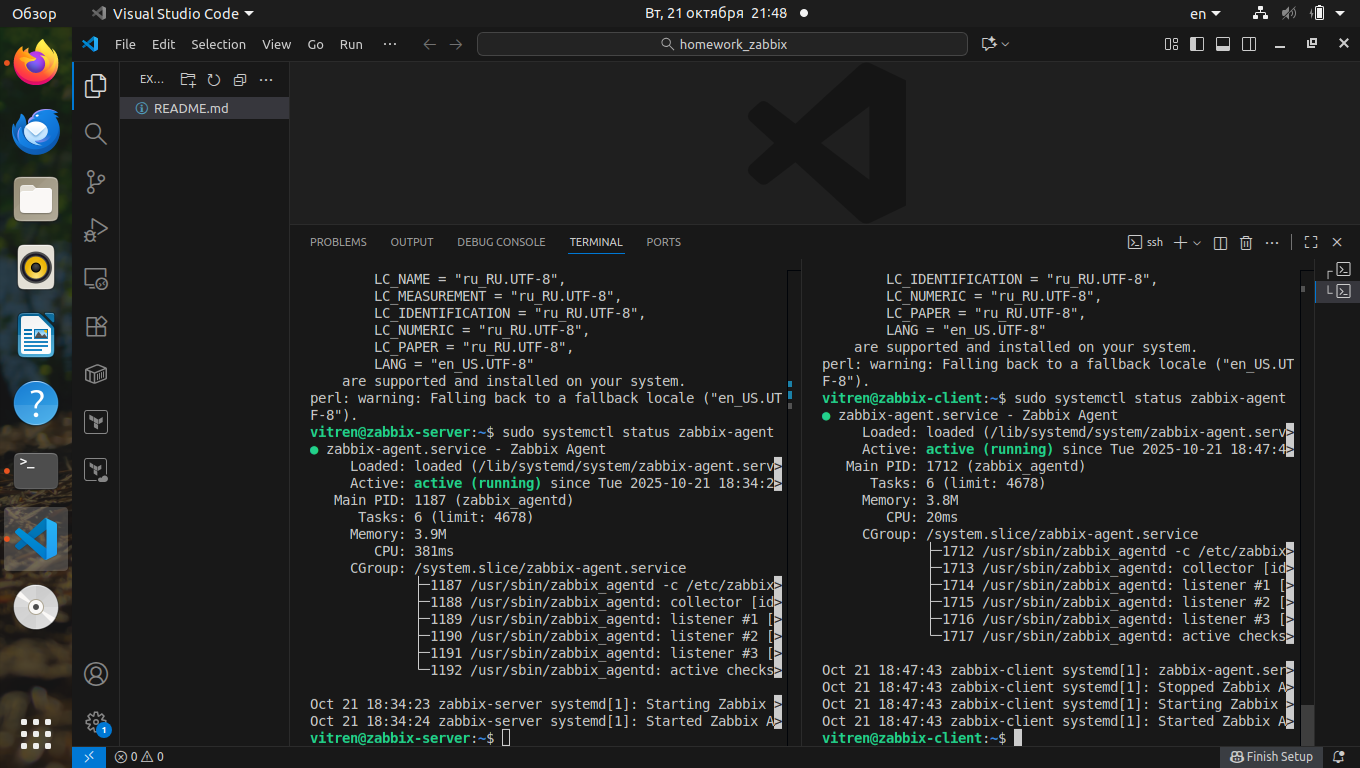 Обзор
Visual Studio Code
Вт, 21 октября 21:48
en
File Edit Selection View Go Run ···
homework_zabbix
EX... ···
README.md
PROBLEMS OUTPUT DEBUG CONSOLE TERMINAL PORTS
ssh
LC_NAME = "ru_RU.UTF-8",
LC_MEASUREMENT = "ru_RU.UTF-8",
LC_IDENTIFICATION = "ru_RU.UTF-8",
LC_NUMERIC = "ru_RU.UTF-8",
LC_PAPER = "ru_RU.UTF-8",
LANG = "en_US.UTF-8"
are supported and installed on your system.
perl: warning: Falling back to a fallback locale ("en_US.UT
F-8").
vitren@zabbix-server:~$ sudo systemctl status zabbix-agent
● zabbix-agent.service - Zabbix Agent
Loaded: loaded (/lib/systemd/system/zabbix-agent.serv>
Active: active (running) since Tue 2025-10-21 18:34:2>
Main PID: 1187 (zabbix_agentd)
Tasks: 6 (limit: 4678)
Memory: 3.9M
CPU: 381ms
CGroup: /system.slice/zabbix-agent.service
├─1187 /usr/sbin/zabbix_agentd -c /etc/zabbix>
├─1188 /usr/sbin/zabbix_agentd: collector [id>
├─1189 /usr/sbin/zabbix_agentd: listener #1 [>
├─1190 /usr/sbin/zabbix_agentd: listener #2 [>
├─1191 /usr/sbin/zabbix_agentd: listener #3 [>
└─1192 /usr/sbin/zabbix_agentd: active checks>
Oct 21 18:34:23 zabbix-server systemd[1]: Starting Zabbix >
Oct 21 18:34:24 zabbix-server systemd[1]: Started Zabbix A>
vitren@zabbix-server:~$
LC_IDENTIFICATION = "ru_RU.UTF-8",
LC_NUMERIC = "ru_RU.UTF-8",
LC_PAPER = "ru_RU.UTF-8",
LANG = "en_US.UTF-8"
are supported and installed on your system.
perl: warning: Falling back to a fallback locale ("en_US.UT
F-8").
vitren@zabbix-client:~$ sudo systemctl status zabbix-agent
● zabbix-agent.service - Zabbix Agent
Loaded: loaded (/lib/systemd/system/zabbix-agent.serv>
Active: active (running) since Tue 2025-10-21 18:47:4>
Main PID: 1712 (zabbix_agentd)
Tasks: 6 (limit: 4678)
Memory: 3.8M
CPU: 20ms
CGroup: /system.slice/zabbix-agent.service
├─1712 /usr/sbin/zabbix_agentd -c /etc/zabbix>
├─1713 /usr/sbin/zabbix_agentd: collector [id>
├─1714 /usr/sbin/zabbix_agentd: listener #1 [>
├─1715 /usr/sbin/zabbix_agentd: listener #2 [>
├─1716 /usr/sbin/zabbix_agentd: listener #3 [>
└─1717 /usr/sbin/zabbix_agentd: active checks>
Oct 21 18:47:43 zabbix-client systemd[1]: zabbix-agent.ser>
Oct 21 18:47:43 zabbix-client systemd[1]: Stopped Zabbix A>
Oct 21 18:47:43 zabbix-client systemd[1]: Starting Zabbix >
Oct 21 18:47:43 zabbix-client systemd[1]: Started Zabbix A>
vitren@zabbix-client:~$
1
0 0
Finish Setup